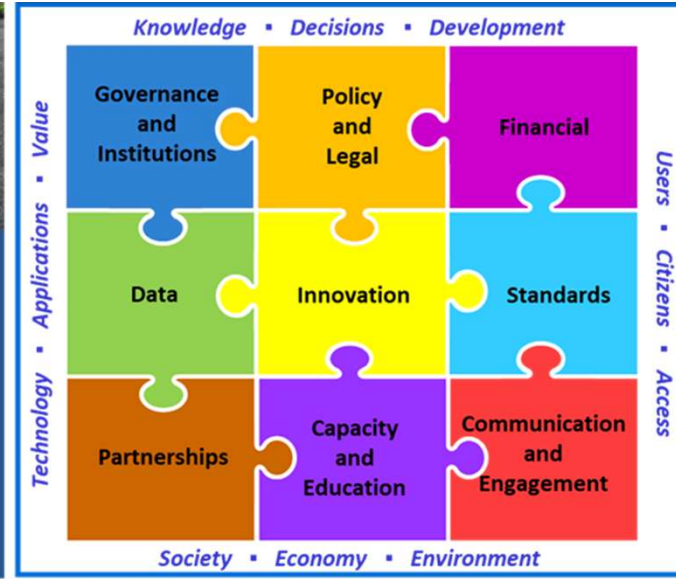 Knowledge ▪ Decisions ▪ Development
Technology ▪ Applications ▪ Value
Governance
and
Institutions
Policy
and
Legal
Financial
Users ▪ Citizens ▪ Access
Data
Innovation
Standards
Partnerships
Capacity
and
Education
Communication
and
Engagement
Society ▪ Economy ▪ Environment